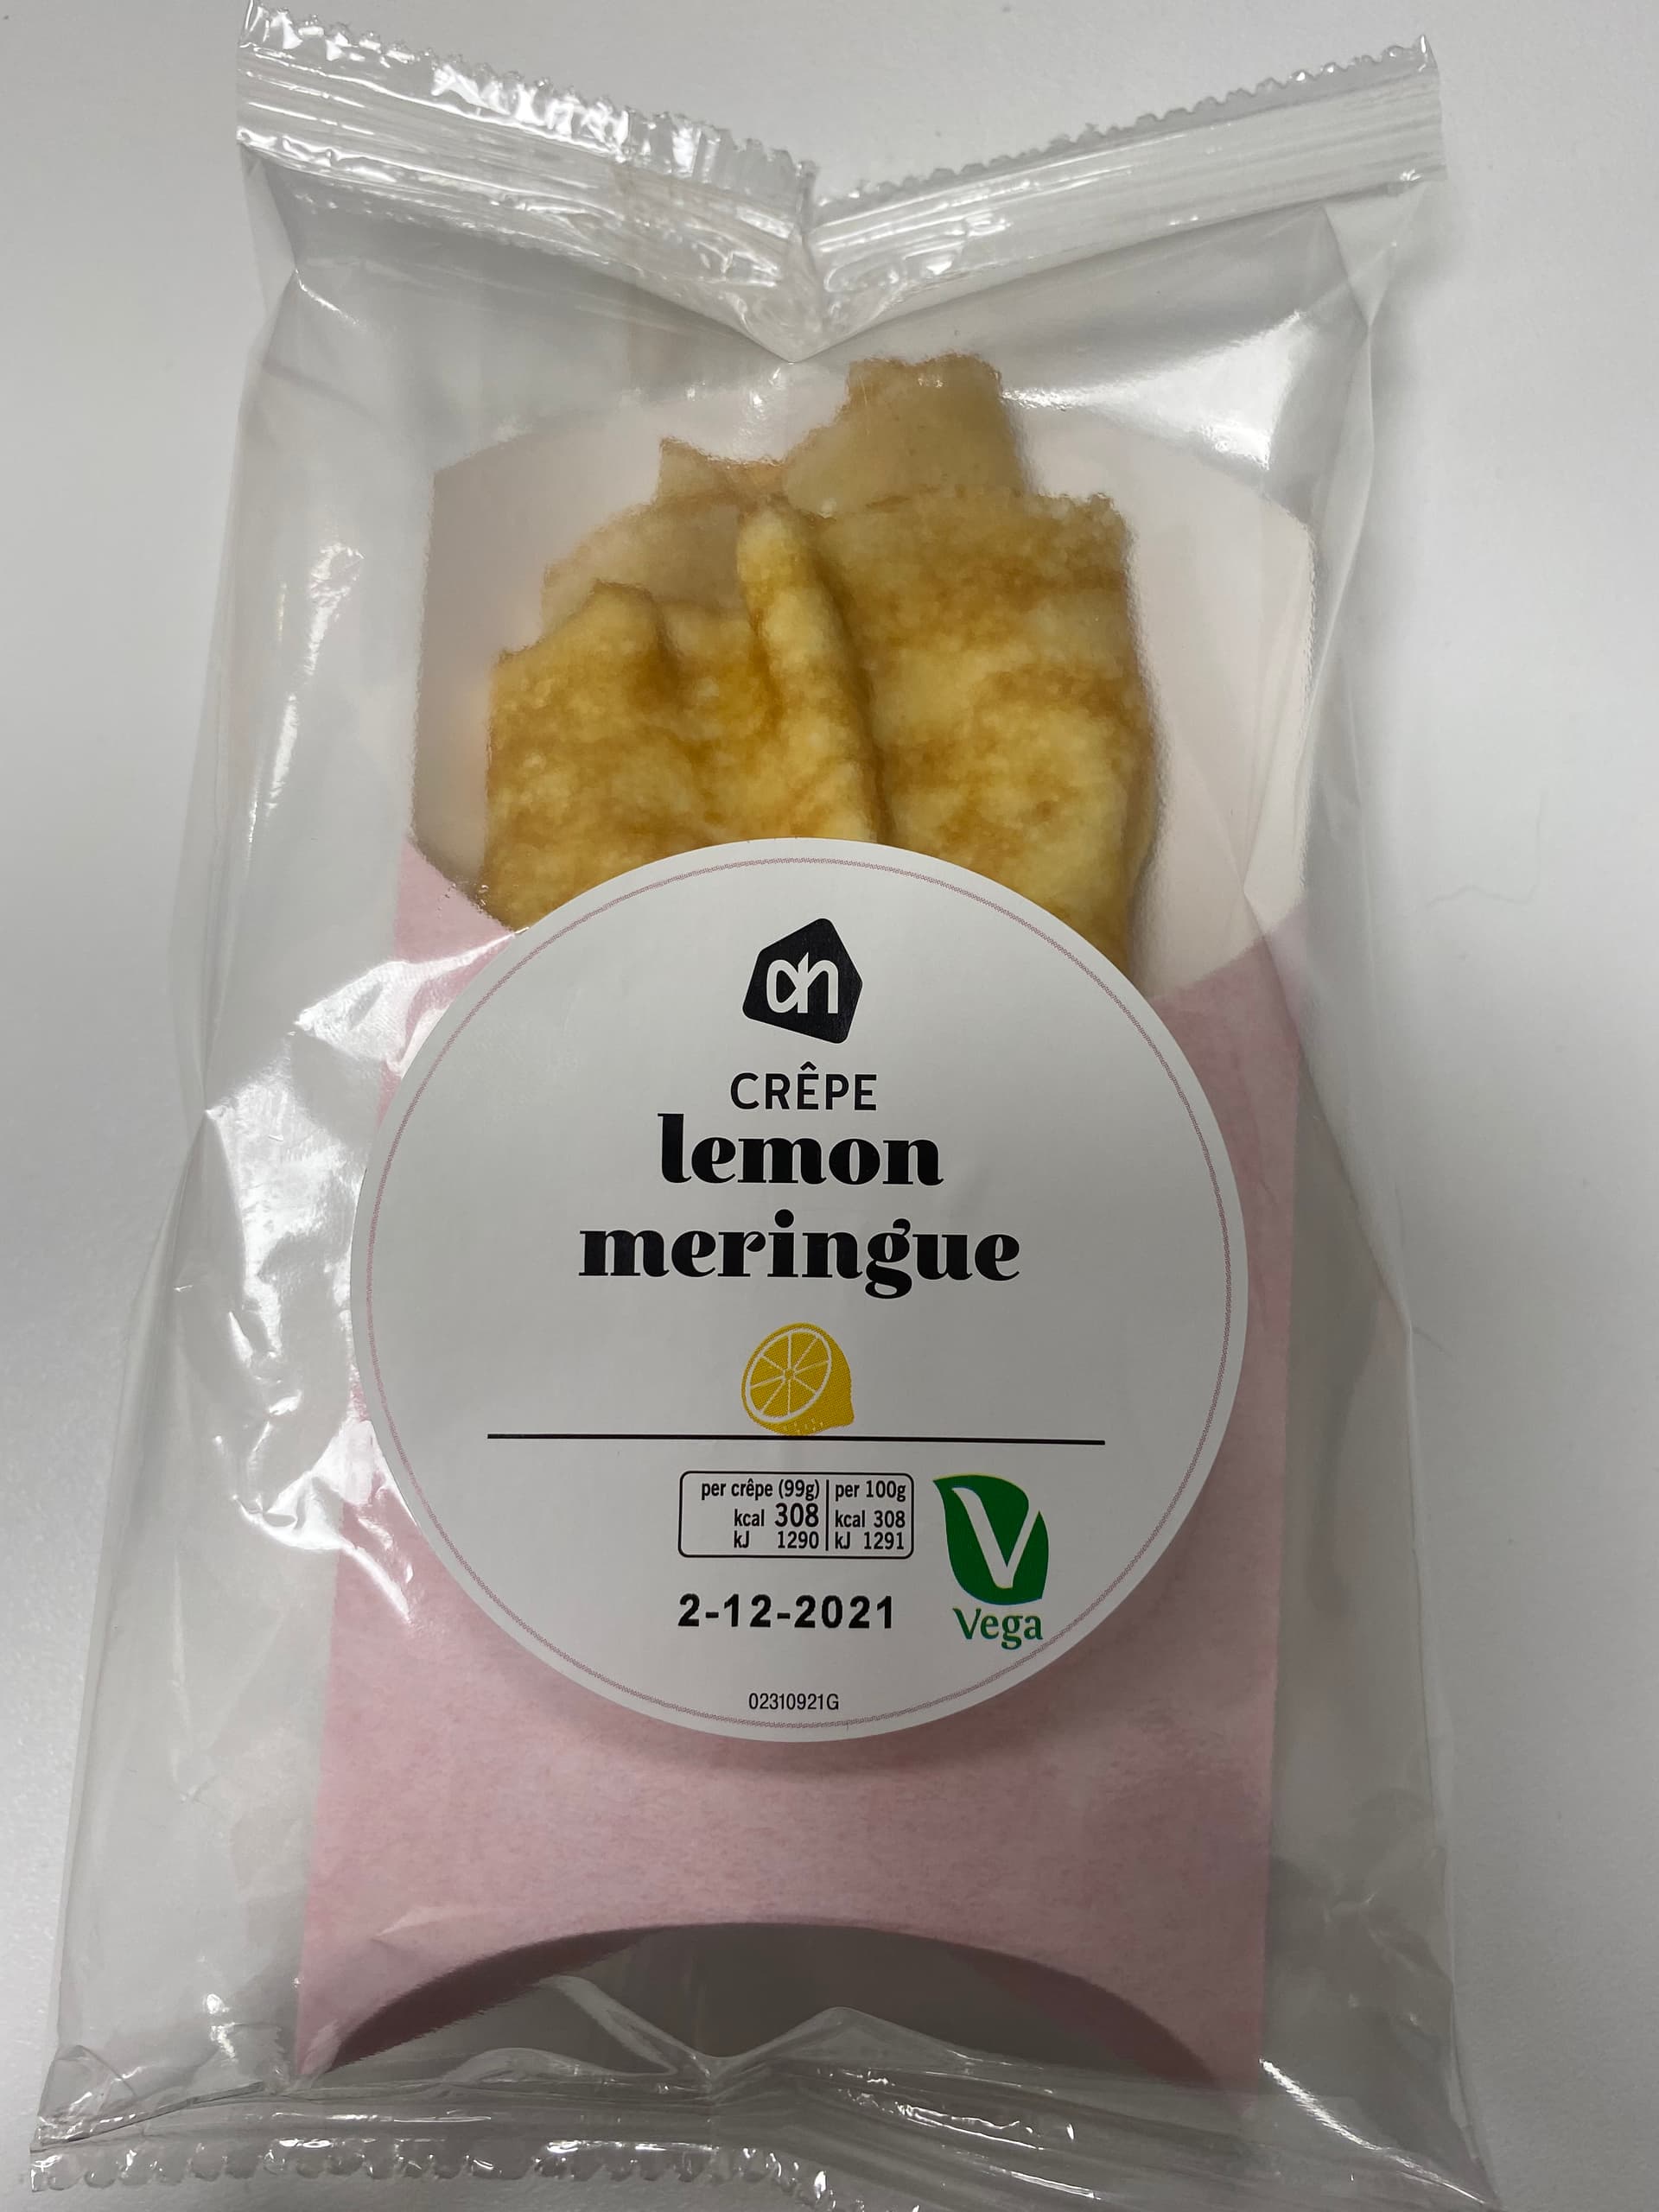 ah
CRÊPE
lemon
meringue
per crêpe (99g) | per 100g
kcal 308 | kcal 308
kJ 1290 | kJ 1291
2-12-2021
Vega
02310921G